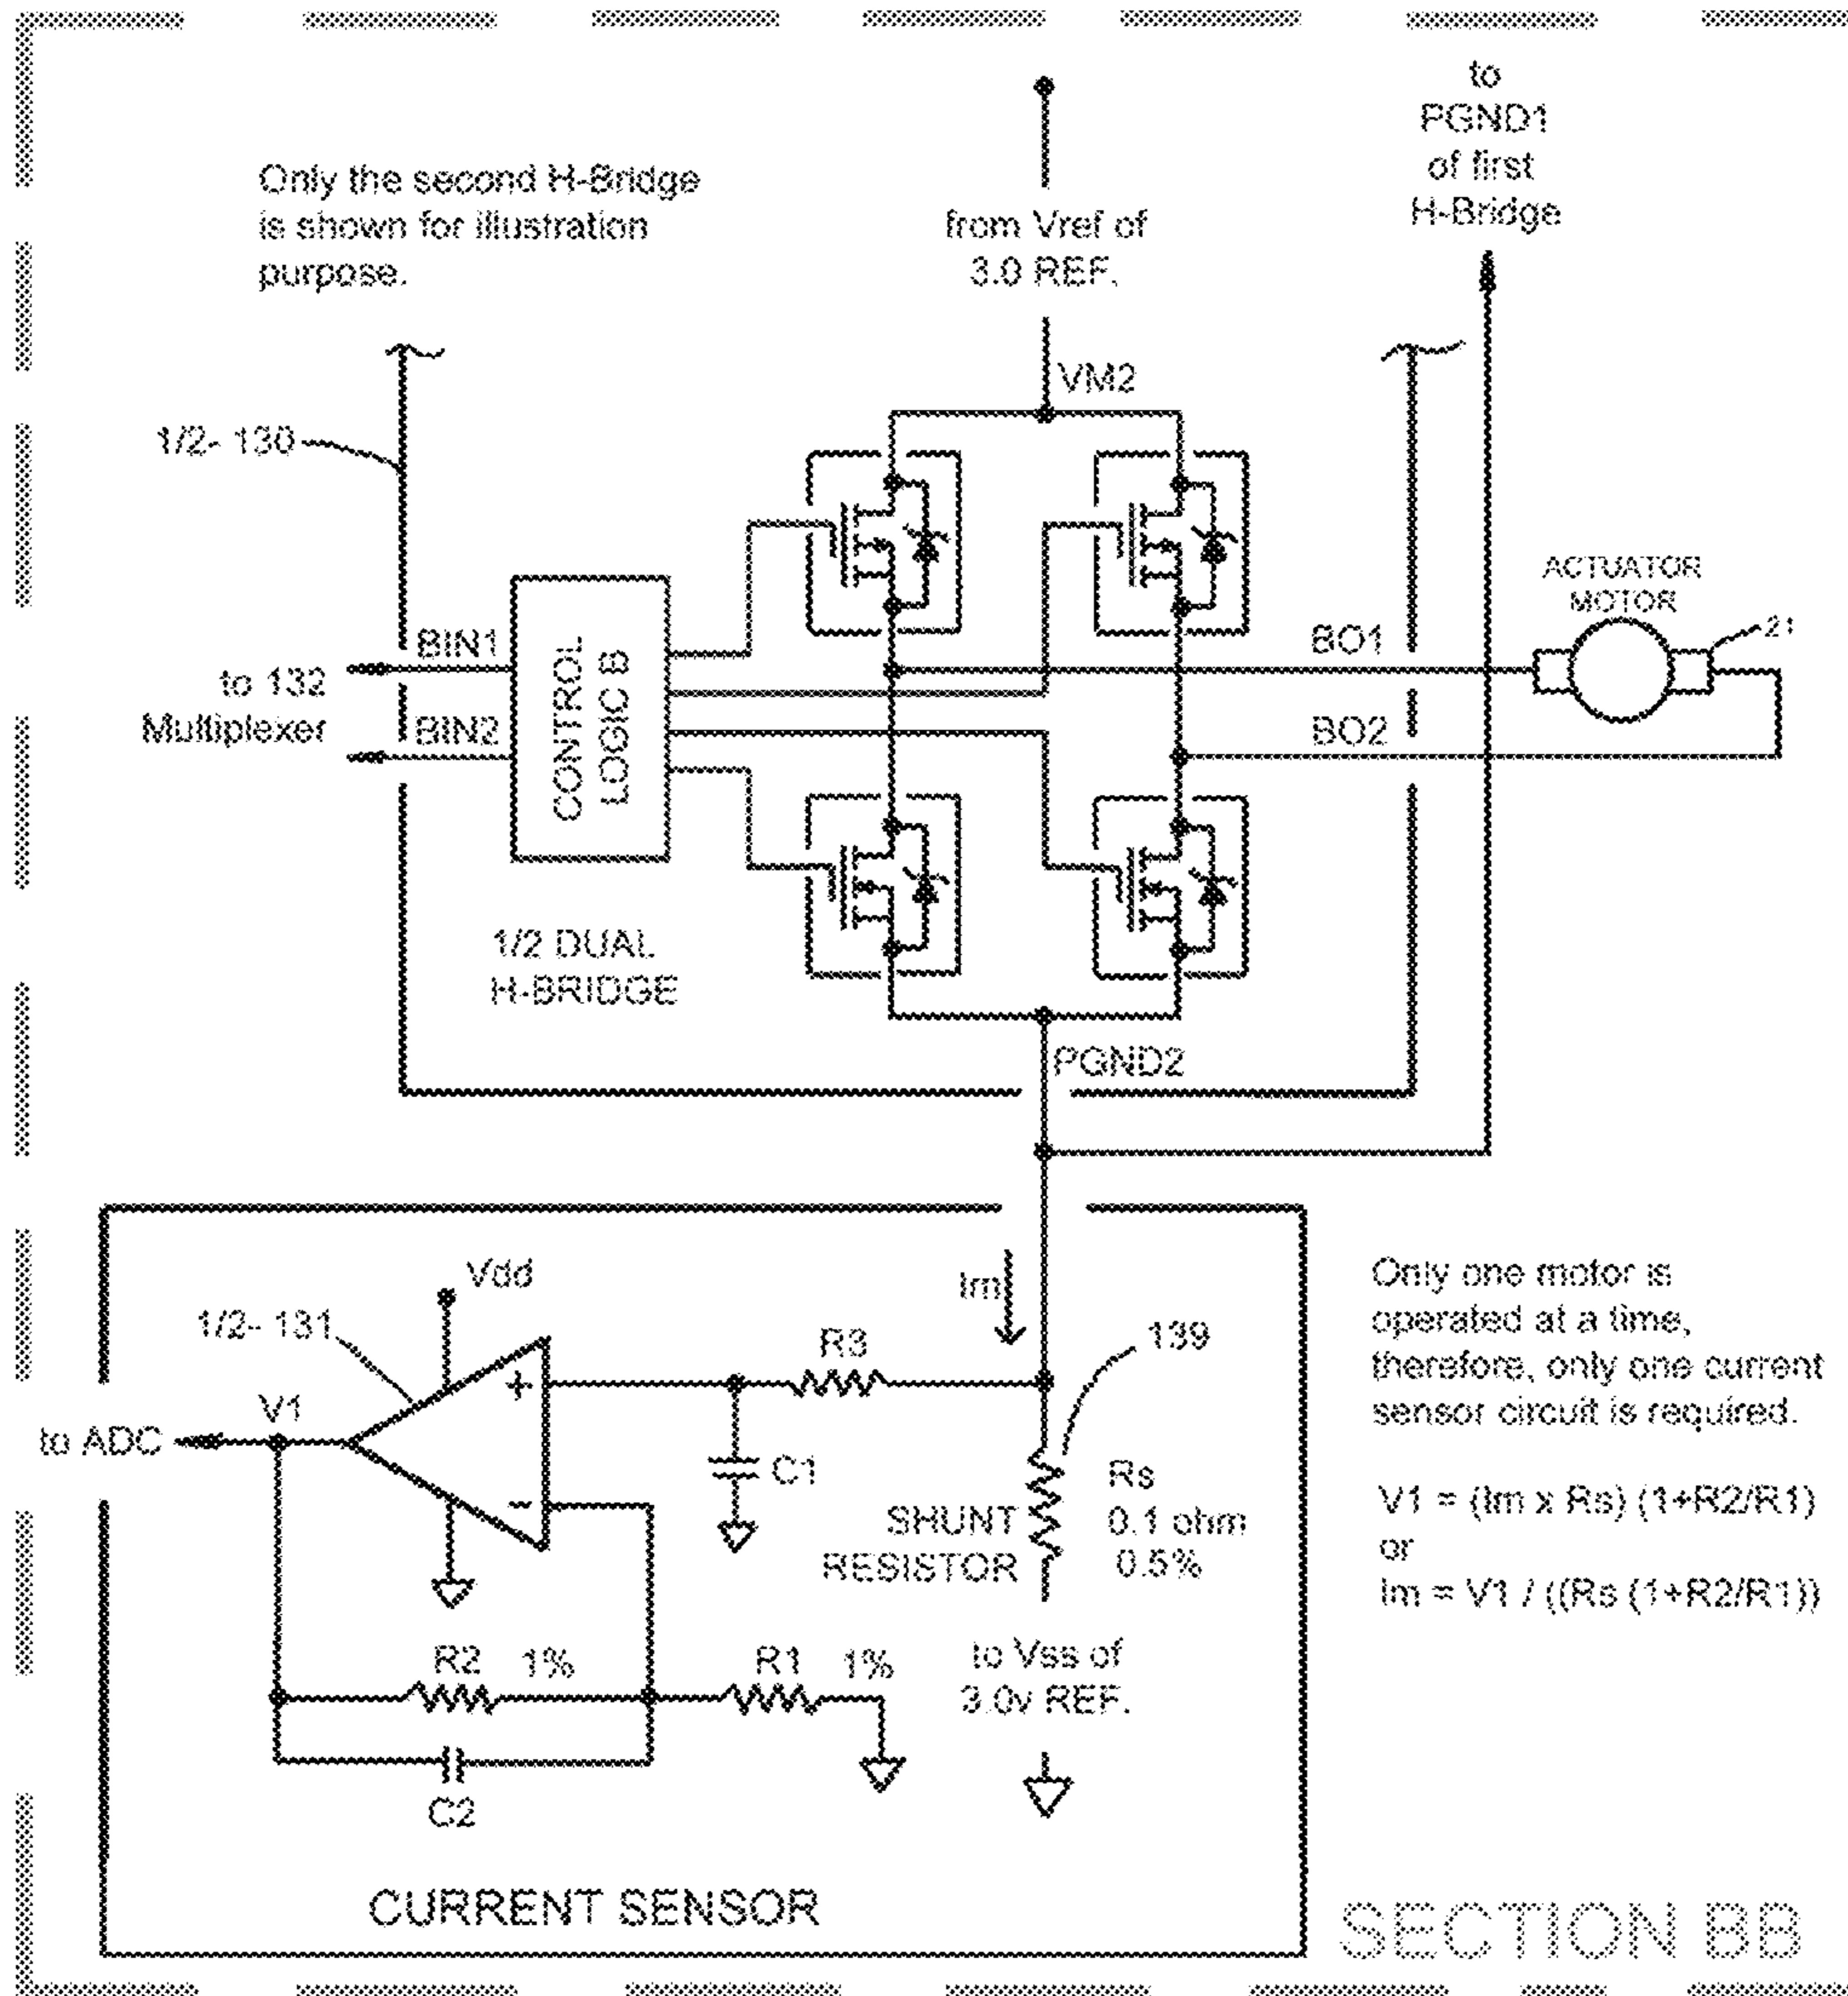 to
PGND1
of first
H-Bridge
Only the second H-Bridge
is shown for illustration
purpose.
from Vref of
3.0 REF.
VM2
1/2- 130
ACTUATOR
MOTOR
21
BIN1
BO1
to 132
Multiplexer
CONTROL
LOGIC B
BIN2
BO2
1/2 DUAL
H-BRIDGE
PGND2
Vdd
Im
1/2- 131
R3
139
Only one motor is
operated at a time,
therefore, only one current
sensor circuit is required.
+
V1
to ADC
C1
-
SHUNT
RESISTOR
Rs
0.1 ohm
0.5%
V1 = (Im x Rs) (1+R2/R1)
or
Im = V1 / ((Rs (1+R2/R1))
R2 1%
R1 1%
to Vss of
3.0v REF.
C2
CURRENT SENSOR
SECTION BB